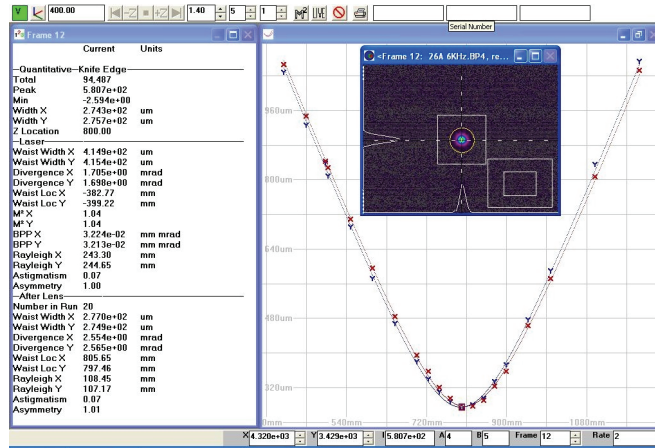 V 400.00 -Z +Z 1.40 5 1 M² LIVE
Serial Number
Frame 12
Current Units
Quantitative-Knife Edge
Total 94,487
Peak 5.807e+02
Min -2.594e+00
Width X 2.743e+02 um
Width Y 2.757e+02 um
Z Location 800.00
Laser
Waist Width X 4.149e+02 um
Waist Width Y 4.154e+02 um
Divergence X 1.705e+00 mrad
Divergence Y 1.698e+00 mrad
Waist Loc X -382.77 mm
Waist Loc Y -399.22 mm
M² X 1.04
M² Y 1.04
BPP X 3.224e-02 mm mrad
BPP Y 3.213e-02 mm mrad
Rayleigh X 243.30 mm
Rayleigh Y 244.65 mm
Astigmatism 0.07
Asymmetry 1.00
After Lens
Number in Run 20
Waist Width X 2.770e+02 um
Waist Width Y 2.749e+02 um
Divergence X 2.554e+00 mrad
Divergence Y 2.565e+00 mrad
Waist Loc X 805.65 mm
Waist Loc Y 797.46 mm
Rayleigh X 108.45 mm
Rayleigh Y 107.17 mm
Astigmatism 0.07
Asymmetry 1.01
<Frame 12: 76A 6KHz.BP4, re...
960um
800um
640um
480um
320um
0mm 540mm 720mm 900mm 1080mm
X 4.320e+03 Y 3.429e+03 I 5.807e+02 A 4 B 5 Frame 12 Rate 2